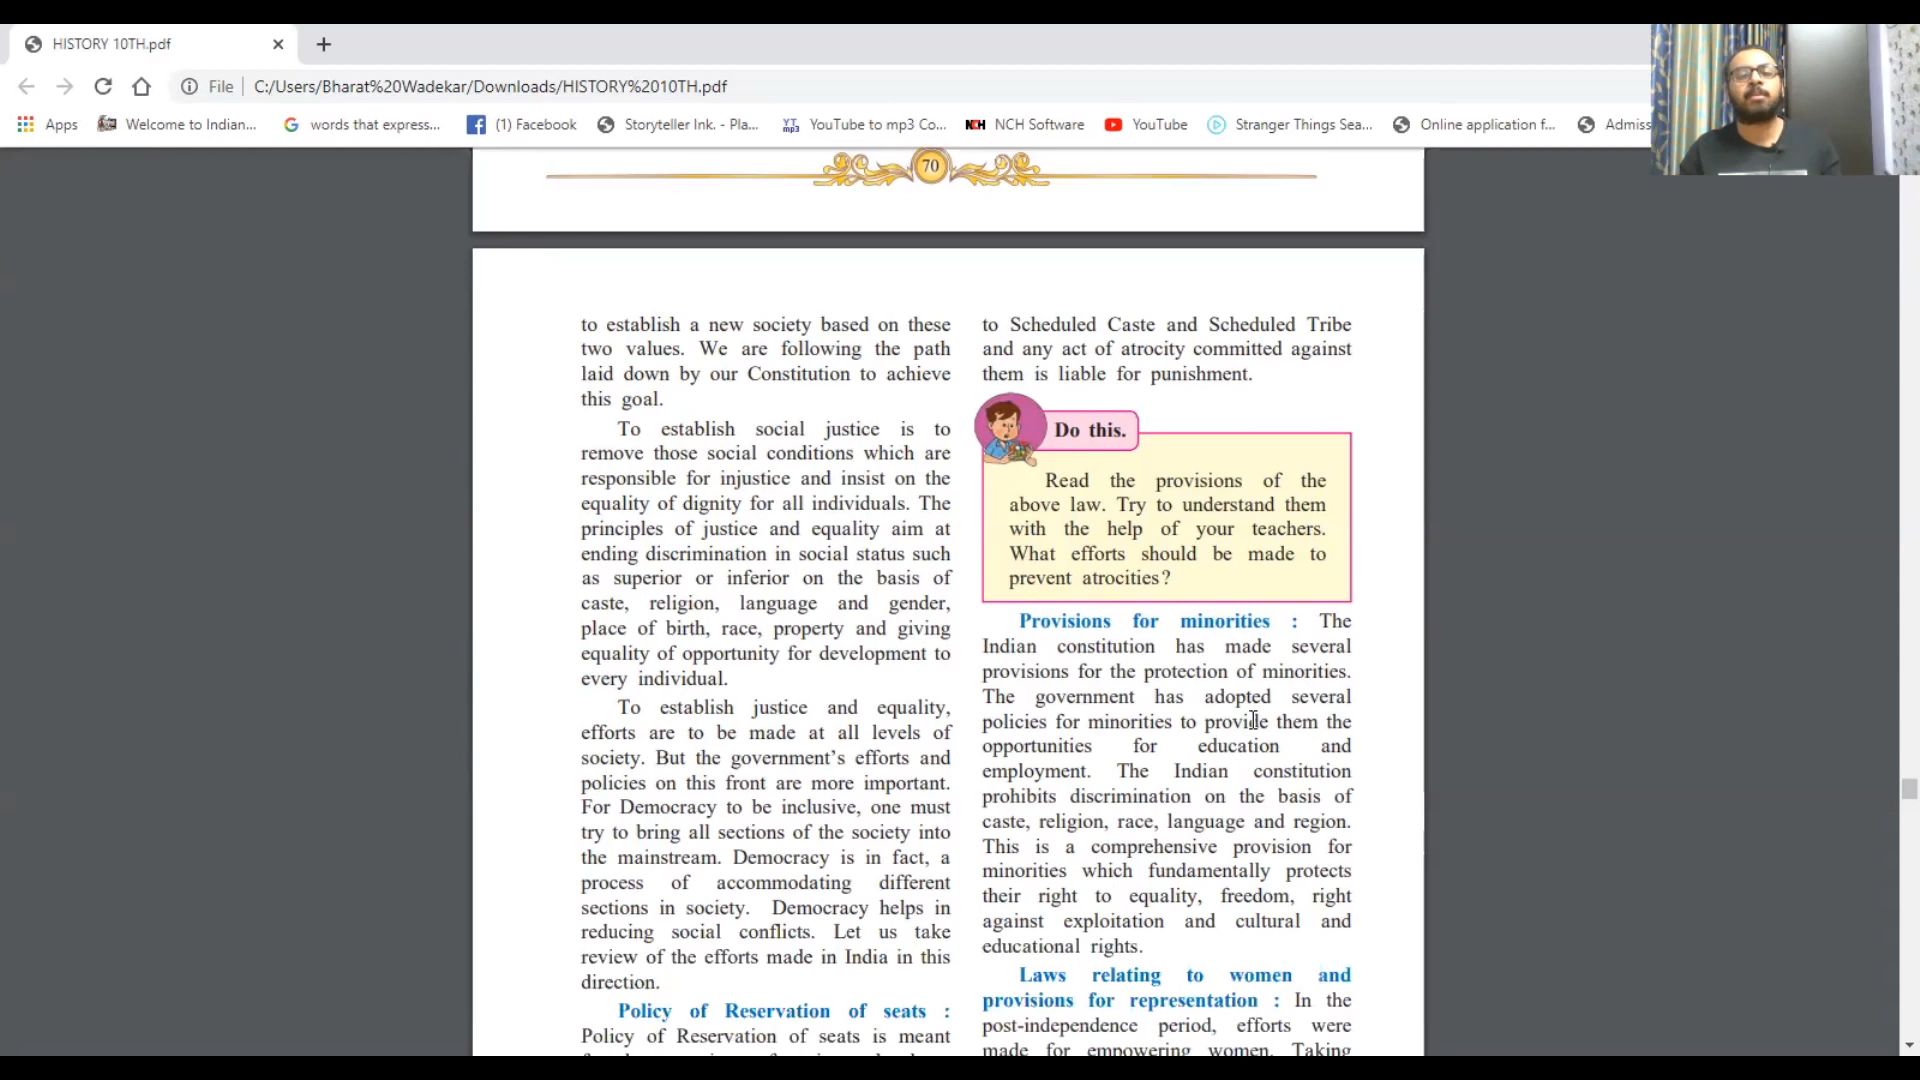 HISTORY 10TH.pdf
File
C:/Users/Bharat%20Wadekar/Downloads/HISTORY%2010TH.pdf
Apps
Welcome to Indian...
words that express...
(1) Facebook
Storyteller Ink. - Pla...
YouTube to mp3 Co...
NCH Software
YouTube
Stranger Things Sea...
Online application f...
Admiss
70
to establish a new society based on these
two values. We are following the path
laid down by our Constitution to achieve
this goal.
To establish social justice is to
remove those social conditions which are
responsible for injustice and insist on the
equality of dignity for all individuals. The
principles of justice and equality aim at
ending discrimination in social status such
as superior or inferior on the basis of
caste, religion, language and gender,
place of birth, race, property and giving
equality of opportunity for development to
every individual.
To establish justice and equality,
efforts are to be made at all levels of
society. But the government's efforts and
policies on this front are more important.
For Democracy to be inclusive, one must
try to bring all sections of the society into
the mainstream. Democracy is in fact, a
process of accommodating different
sections in society. Democracy helps in
reducing social conflicts. Let us take
review of the efforts made in India in this
direction.
Policy of Reservation of seats :
Policy of Reservation of seats is meant
to Scheduled Caste and Scheduled Tribe
and any act of atrocity committed against
them is liable for punishment.
Do this.
Read the provisions of the
above law. Try to understand them
with the help of your teachers.
What efforts should be made to
prevent atrocities?
Provisions for minorities : The
Indian constitution has made several
provisions for the protection of minorities.
The government has adopted several
policies for minorities to provide them the
opportunities for education and
employment. The Indian constitution
prohibits discrimination on the basis of
caste, religion, race, language and region.
This is a comprehensive provision for
minorities which fundamentally protects
their right to equality, freedom, right
against exploitation and cultural and
educational rights.
Laws relating to women and
provisions for representation : In the
post-independence period, efforts were
made for empowering women. Taking